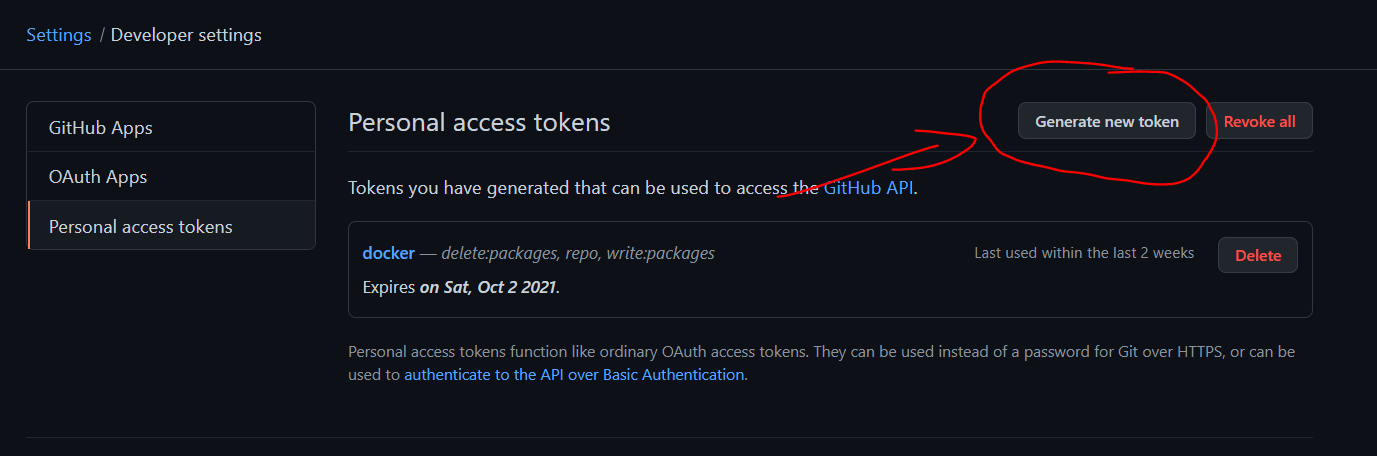 Settings / Developer settings
GitHub Apps
OAuth Apps
Personal access tokens
Personal access tokens
Generate new token
Revoke all
Tokens you have generated that can be used to access the GitHub API.
docker — delete:packages, repo, write:packages
Last used within the last 2 weeks
Delete
Expires on Sat, Oct 2 2021.
Personal access tokens function like ordinary OAuth access tokens. They can be used instead of a password for Git over HTTPS, or can be
used to authenticate to the API over Basic Authentication.